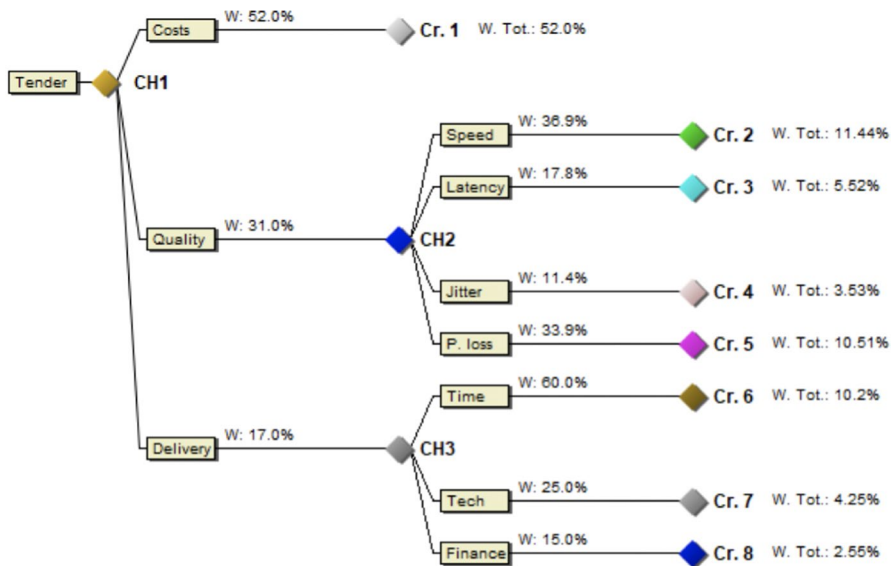 W: 52.0%
Costs
Cr. 1 W. Tot.: 52.0%
Tender
CH1
W: 36.9%
Speed
Cr. 2 W. Tot.: 11.44%
W: 17.8%
Latency
Cr. 3 W. Tot.: 5.52%
W: 31.0%
Quality
CH2
W: 11.4%
Jitter
Cr. 4 W. Tot.: 3.53%
W: 33.9%
P. loss
Cr. 5 W. Tot.: 10.51%
W: 60.0%
Time
Cr. 6 W. Tot.: 10.2%
W: 17.0%
Delivery
CH3
W: 25.0%
Tech
Cr. 7 W. Tot.: 4.25%
W: 15.0%
Finance
Cr. 8 W. Tot.: 2.55%